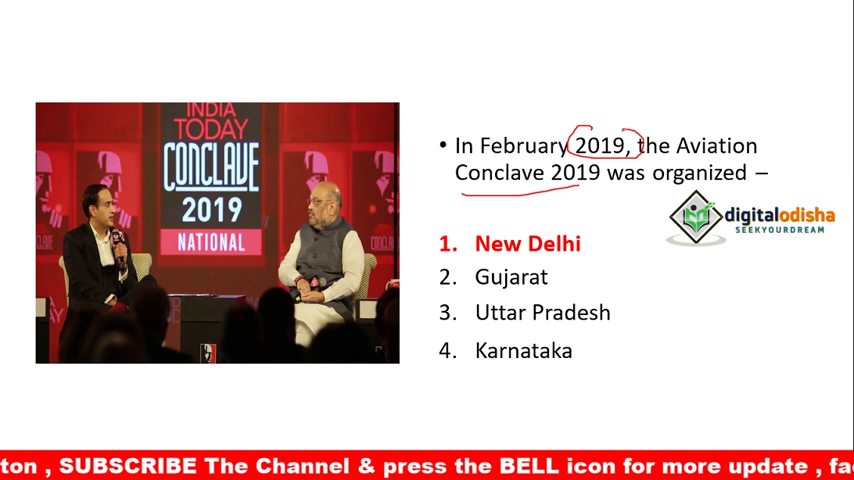 INDIA
TODAY
CONCLAVE
2019
NATIONAL
• In February 2019, the Aviation
Conclave 2019 was organized –
digitalodisha
SEEKYOURDREAM
1. New Delhi
2. Gujarat
3. Uttar Pradesh
4. Karnataka
ton , SUBSCRIBE The Channel & press the BELL icon for more update , fa